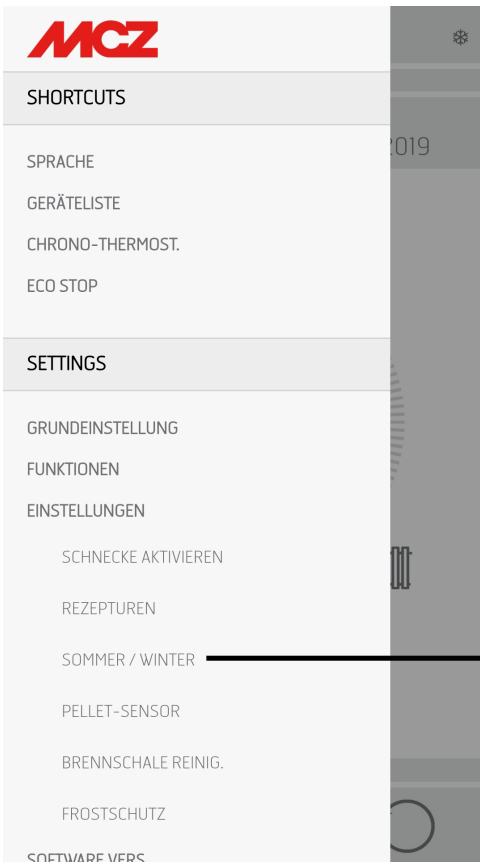 MCZ
SHORTCUTS
2019
SPRACHE
GERÄTELISTE
CHRONO-THERMOST.
ECO STOP
SETTINGS
GRUNDEINSTELLUNG
FUNKTIONEN
EINSTELLUNGEN
SCHNECKE AKTIVIEREN
REZEPTUREN
SOMMER / WINTER
PELLET-SENSOR
BRENNSCHALE REINIG.
FROSTSCHUTZ
SOFTWARE VERS.